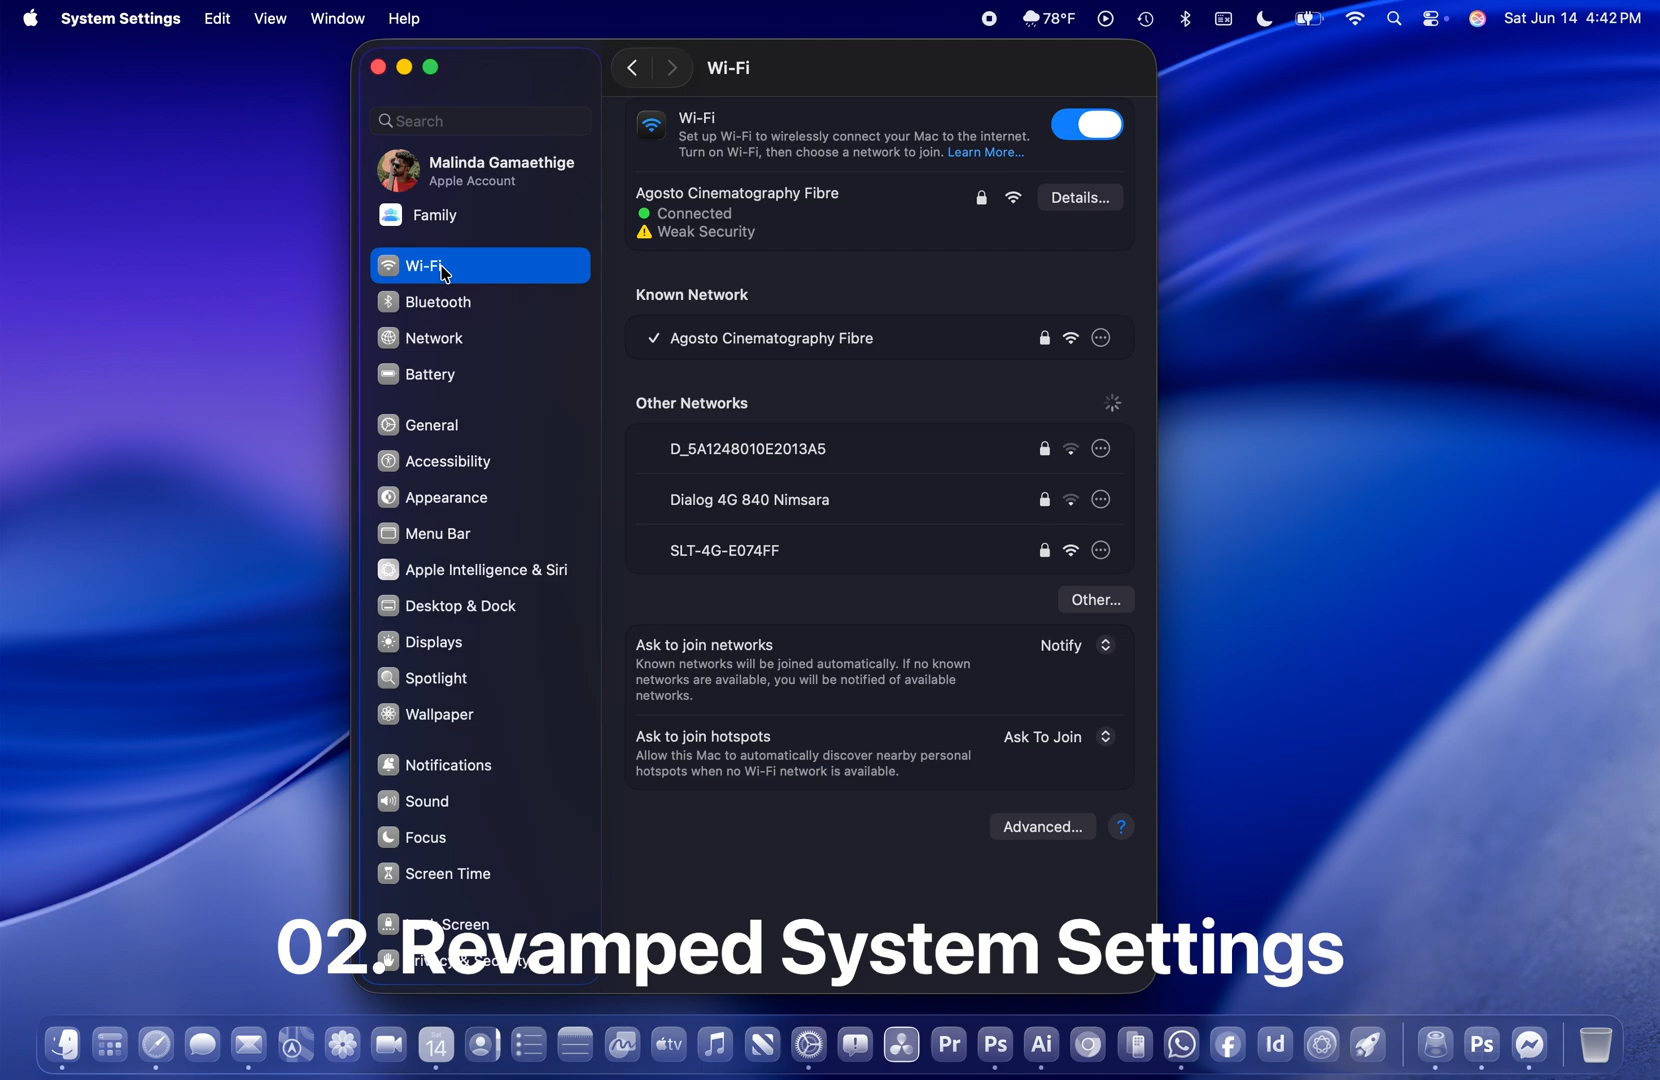 System Settings Edit View Window Help
78°F
Sat Jun 14 4:42 PM
Wi-Fi
Search
Malinda Gamaethige
Apple Account
Family
Wi-Fi
Bluetooth
Network
Battery
General
Accessibility
Appearance
Menu Bar
Apple Intelligence & Siri
Desktop & Dock
Displays
Spotlight
Wallpaper
Notifications
Sound
Focus
Screen Time
Screen
Wi-Fi
Set up Wi-Fi to wirelessly connect your Mac to the internet.
Turn on Wi-Fi, then choose a network to join. Learn More...
Agosto Cinematography Fibre
Details...
Connected
Weak Security
Known Network
Agosto Cinematography Fibre
Other Networks
D_5A1248010E2013A5
Dialog 4G 840 Nimsara
SLT-4G-E074FF
Other...
Ask to join networks Notify
Known networks will be joined automatically. If no known
networks are available, you will be notified of available
networks.
Ask to join hotspots Ask To Join
Allow this Mac to automatically discover nearby personal
hotspots when no Wi-Fi network is available.
Advanced... ?
02. Revamped System Settings
14 tv Pr Ps Ai Id Ps